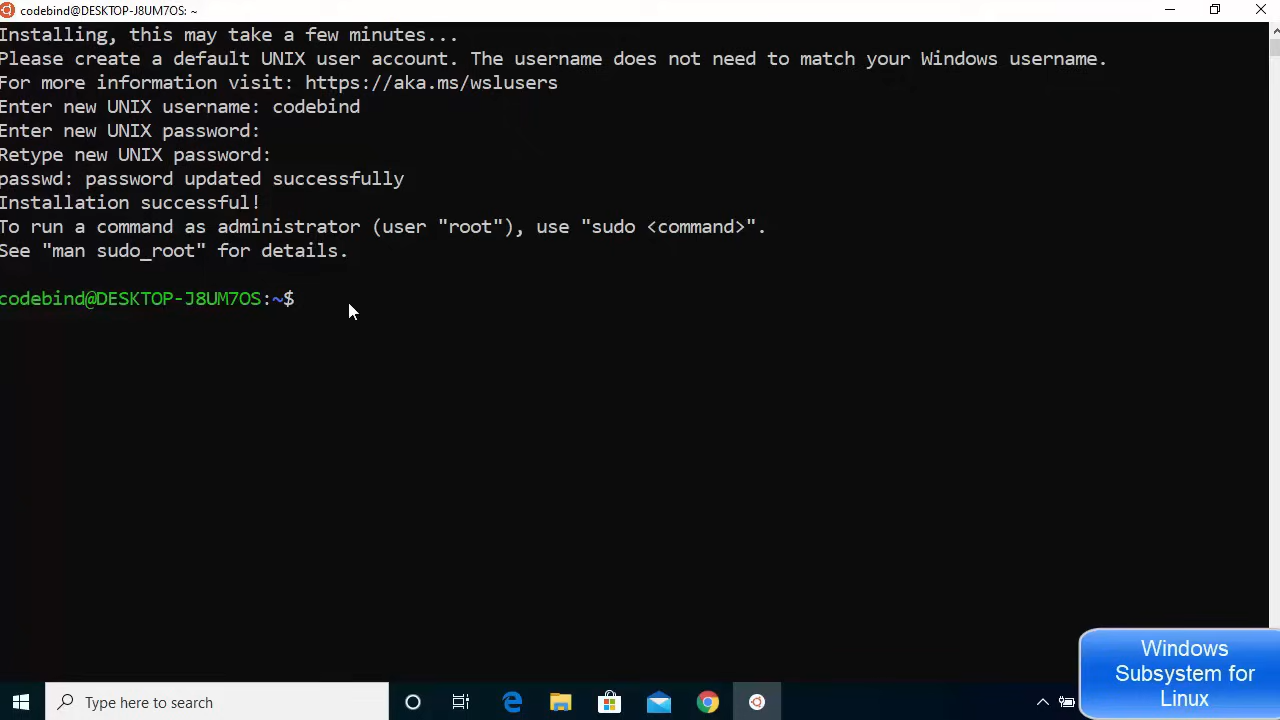 codebind@DESKTOP-J8UM7OS: ~
Installing, this may take a few minutes...
Please create a default UNIX user account. The username does not need to match your Windows username.
For more information visit: https://aka.ms/wslusers
Enter new UNIX username: codebind
Enter new UNIX password:
Retype new UNIX password:
passwd: password updated successfully
Installation successful!
To run a command as administrator (user "root"), use "sudo <command>".
See "man sudo_root" for details.
codebind@DESKTOP-J8UM7OS:~$
Windows
Subsystem for
Linux
Type here to search